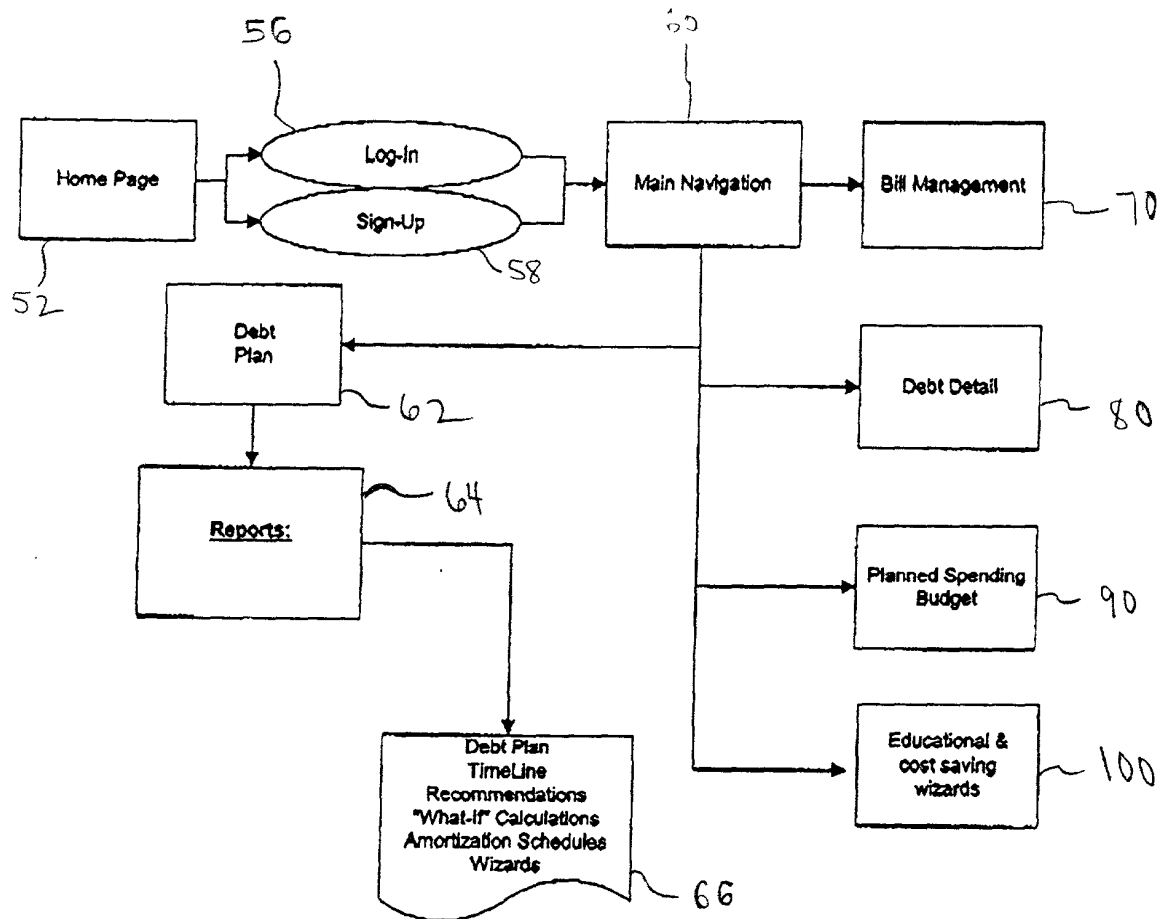 56
Home Page
Log-In
Sign-Up
Main Navigation
Bill Management
70
52
58
Debt
Plan
62
Debt Detail
80
Reports:
64
Planned Spending
Budget
90
Debt Plan
TimeLine
Recommendations
"What-If" Calculations
Amortization Schedules
Wizards
66
Educational &
cost saving
wizards
100